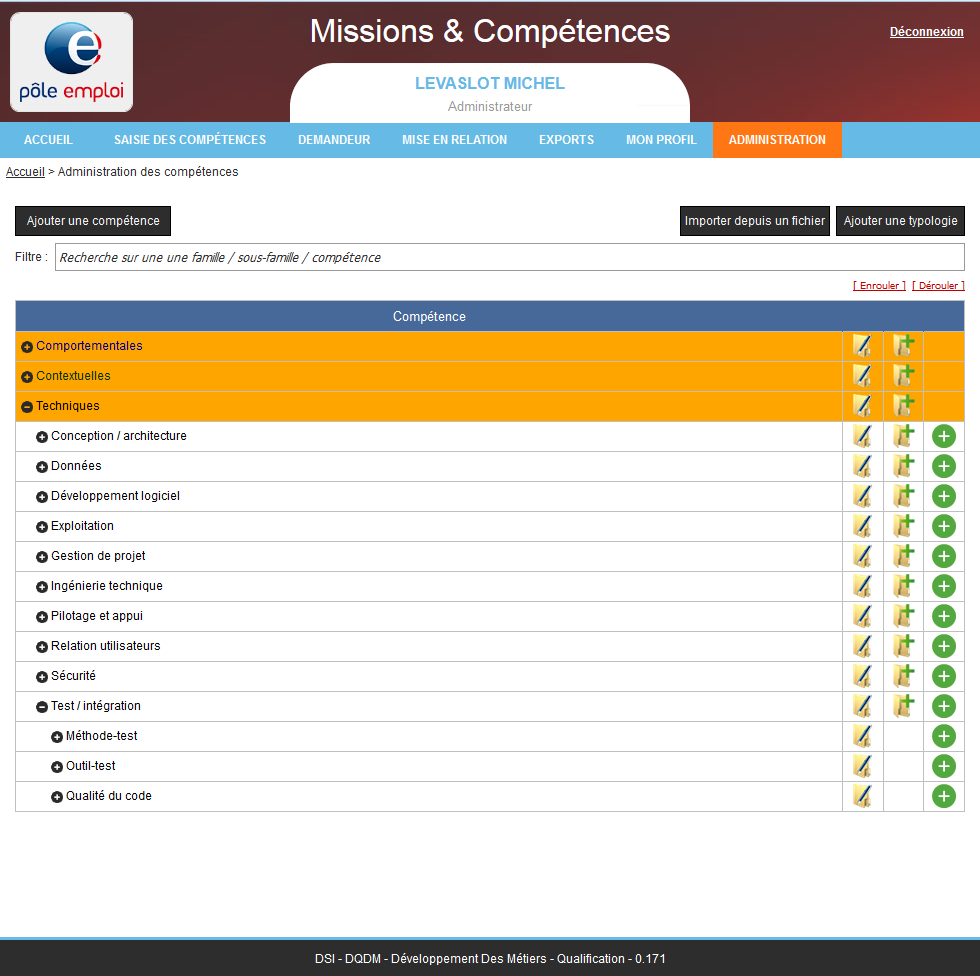 Missions & Compétences
Déconnexion
pôle emploi
LEVASLOT MICHEL
Administrateur
ACCUEIL SAISIE DES COMPÉTENCES DEMANDEUR MISE EN RELATION EXPORTS MON PROFIL ADMINISTRATION
Accueil > Administration des compétences
Ajouter une compétence Importer depuis un fichier Ajouter une typologie
Filtre : Recherche sur une une famille / sous-famille / compétence
[ Enrouler ] [ Dérouler ]
Compétence
Comportementales
Contextuelles
Techniques
Conception / architecture
Données
Développement logiciel
Exploitation
Gestion de projet
Ingénierie technique
Pilotage et appui
Relation utilisateurs
Sécurité
Test / intégration
Méthode-test
Outil-test
Qualité du code
DSI - DQDM - Développement Des Métiers - Qualification - 0.171